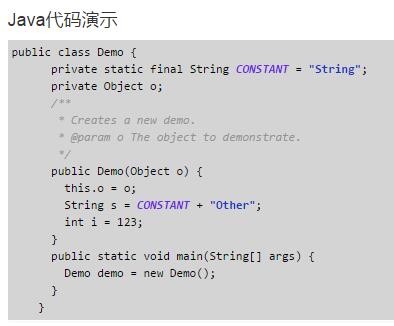 Java代码演示
public class Demo {
      private static final String CONSTANT = "String";
      private Object o;
      /**
       * Creates a new demo.
       * @param o The object to demonstrate.
       */
      public Demo(Object o) {
        this.o = o;
        String s = CONSTANT + "Other";
        int i = 123;
      }
      public static void main(String[] args) {
        Demo demo = new Demo();
      }
    }